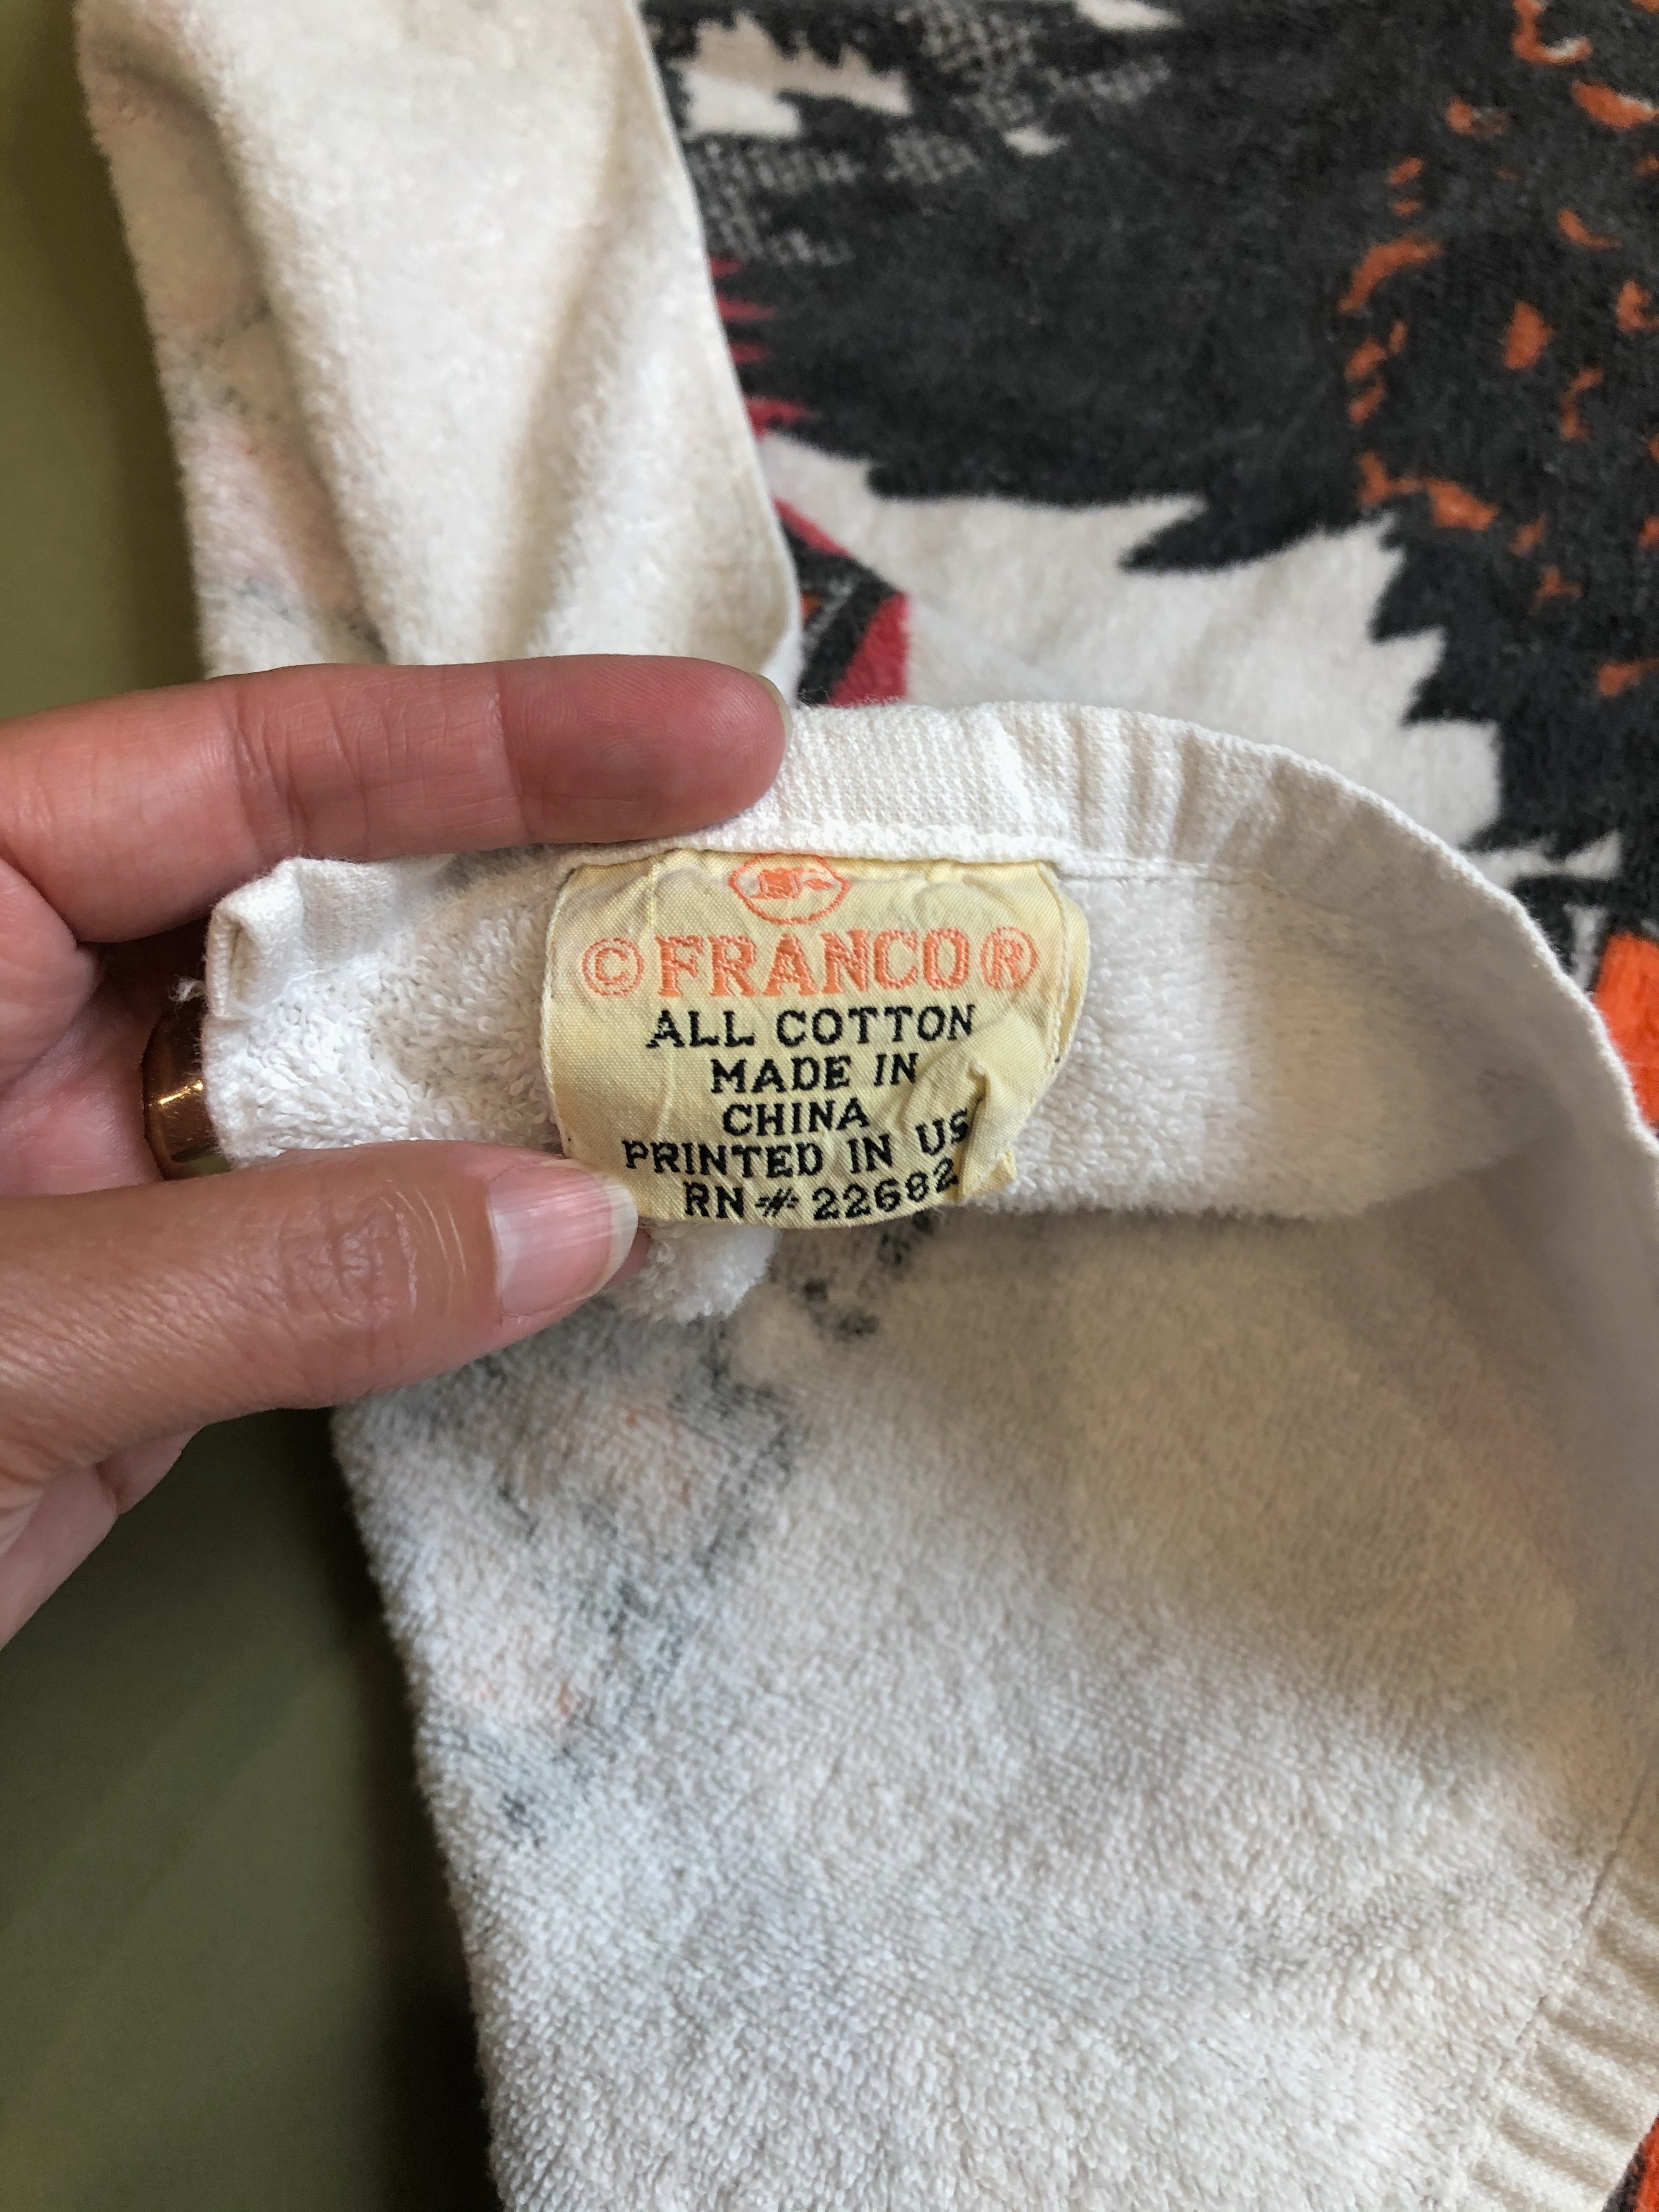 ©FRANCO®
ALL COTTON
MADE IN
CHINA
PRINTED IN US
RN # 22682